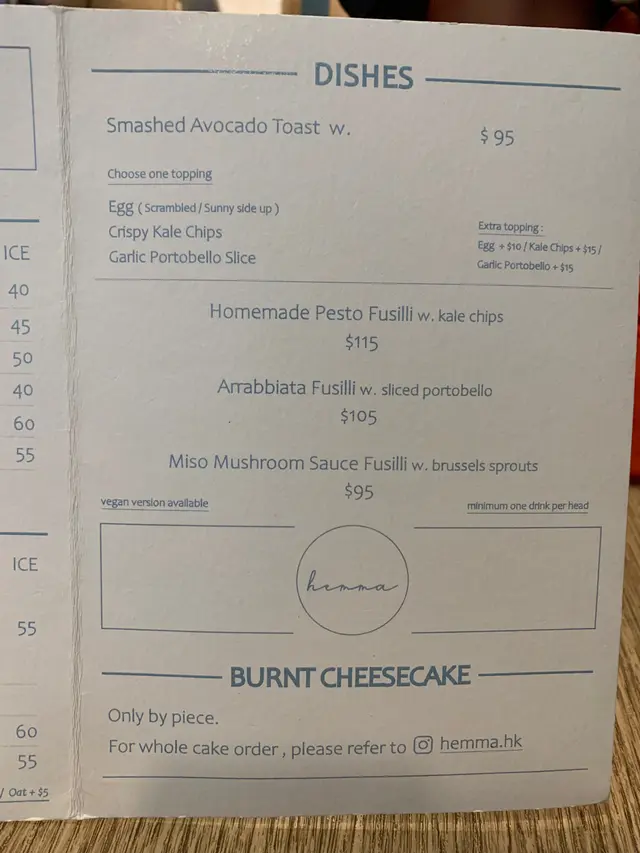 ICE
40
45
50
40
60
55
ICE
55
60
55
/ Oat + $5
DISHES
Smashed Avocado Toast w.
$ 95
Choose one topping
Egg ( Scrambled / Sunny side up )
Crispy Kale Chips
Garlic Portobello Slice
Extra topping :
Egg + $10 / Kale Chips + $15 /
Garlic Portobello + $15
Homemade Pesto Fusilli w. kale chips
$115
Arrabbiata Fusilli w. sliced portobello
$105
Miso Mushroom Sauce Fusilli w. brussels sprouts
$95
vegan version available
minimum one drink per head
hemma
BURNT CHEESECAKE
Only by piece.
For whole cake order , please refer to hemma.hk